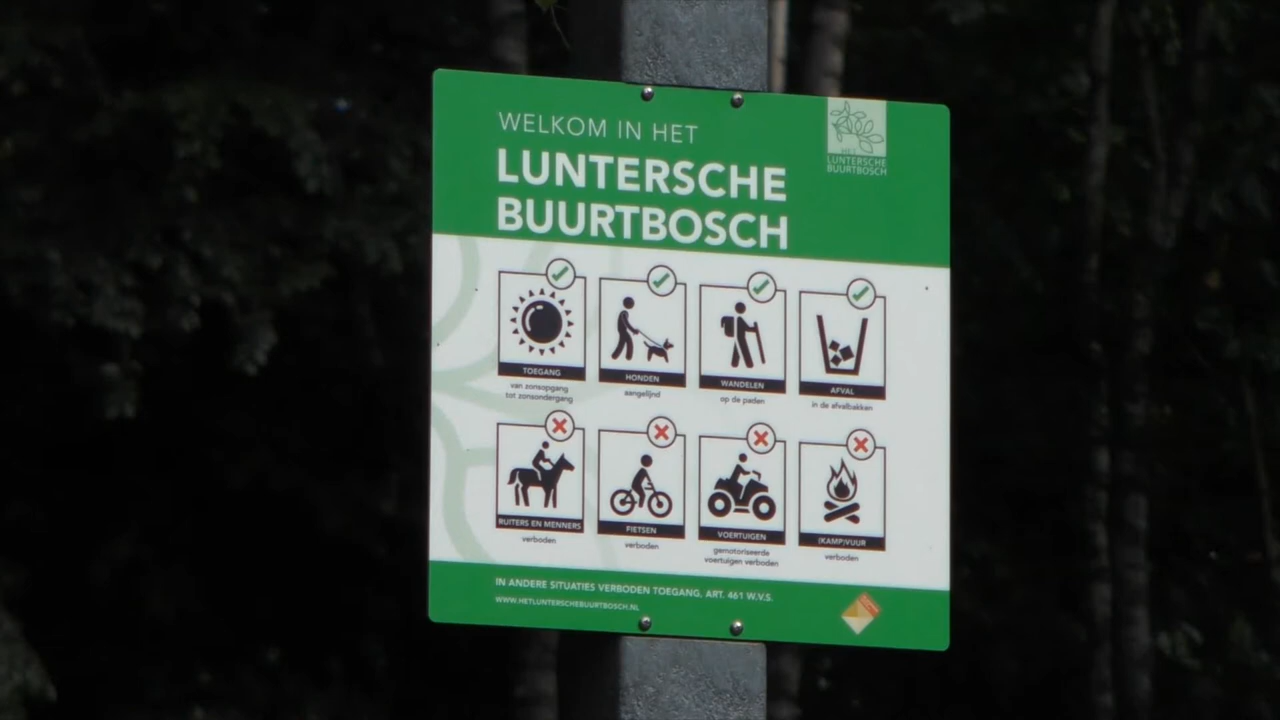 WELKOM IN HET
LUNTERSCHE
BUURTBOSCH
HET
LUNTERSCHE
BUURTBOSCH
TOEGANG
van zonsopgang
tot zonsondergang
HONDEN
aangelijnd
WANDELEN
op de paden
AFVAL
in de afvalbakken
RUITERS EN MENNERS
verboden
FIETSEN
verboden
VOERTUIGEN
gemotoriseerde
voertuigen verboden
(KAMP)VUUR
verboden
IN ANDERE SITUATIES VERBODEN TOEGANG, ART. 461 W.V.S.
WWW.HETLUNTERSCHEBUURTBOSCH.NL